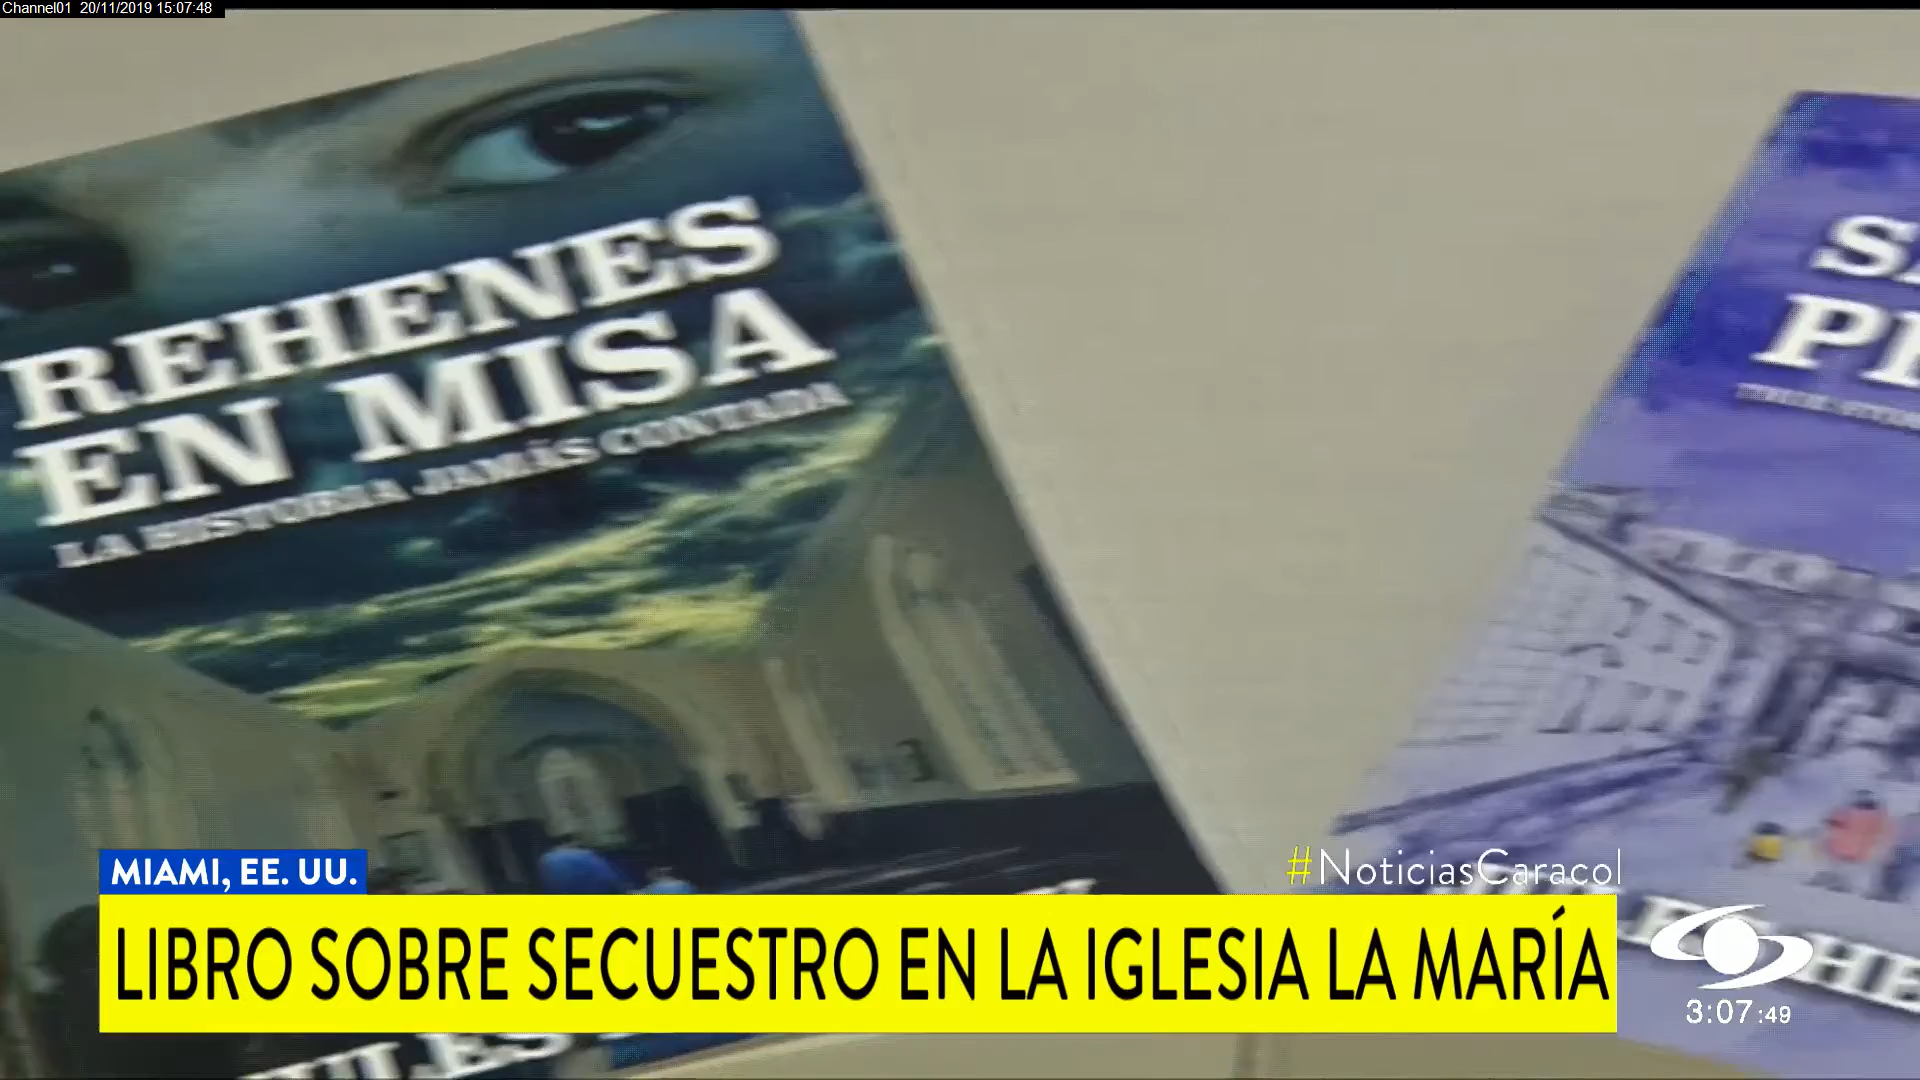 Channel01 20/11/2019 15:07:48
REHENES
EN MISA
LA HISTORIA JAMÁS CONTADA
MIAMI, EE. UU.
#NoticiasCaracol
LIBRO SOBRE SECUESTRO EN LA IGLESIA LA MARÍA
3:07:49